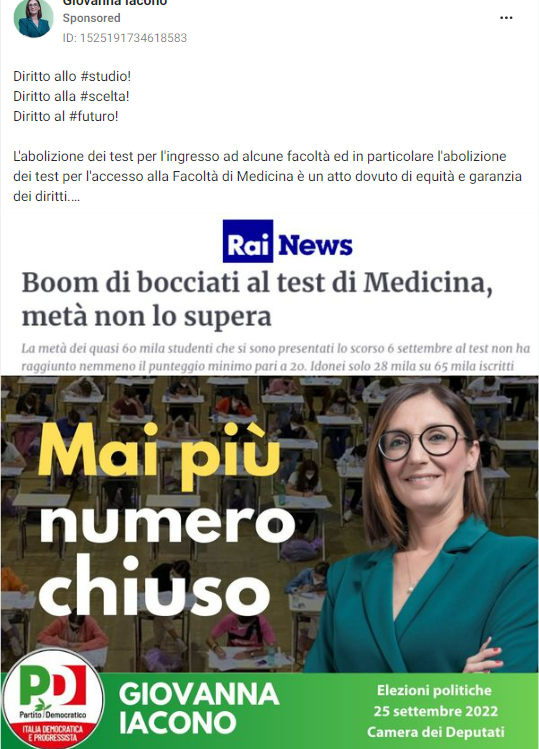 Giovanna Iacono
Sponsored
ID: 1525191734618583
Diritto allo #studio!
Diritto alla #scelta!
Diritto al #futuro!
L'abolizione dei test per l'ingresso ad alcune facoltà ed in particolare l'abolizione
dei test per l'accesso alla Facoltà di Medicina è un atto dovuto di equità e garanzia
dei diritti....
Rai News
Boom di bocciati al test di Medicina,
metà non lo supera
La metà dei quasi 60 mila studenti che si sono presentati lo scorso 6 settembre al test non ha
raggiunto nemmeno il punteggio minimo pari a 20. Idonei solo 28 mila su 65 mila iscritti
Mai più
numero
chiuso
PD
Partito Democratico
ITALIA DEMOCRATICA
E PROGRESSISTA
GIOVANNA
IACONO
Elezioni politiche
25 settembre 2022
Camera dei Deputati